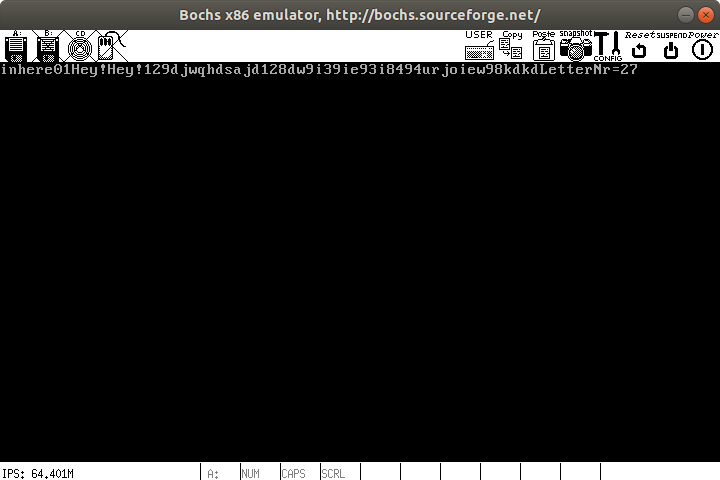 Bochs x86 emulator, http://bochs.sourceforge.net/
A: B: CD USER Copy Paste Snapshot CONFIG Reset SUSPEND Power
inhere01Hey!Hey!129djwqhdsajd128dw9i39ie93i8494urjoiew98kdkdLetterNr=27
IPS: 64.401M A: NUM CAPS SCRL